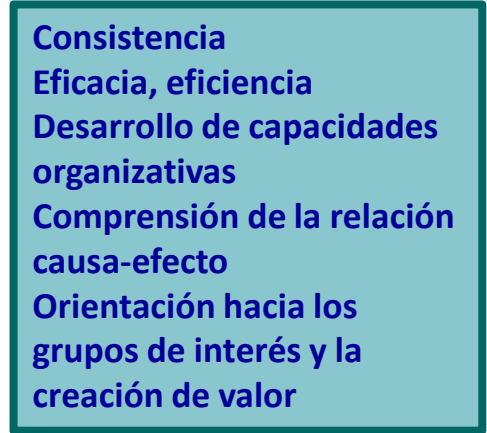 Consistencia
Eficacia, eficiencia
Desarrollo de capacidades
organizativas
Comprensión de la relación
causa-efecto
Orientación hacia los
grupos de interés y la
creación de valor